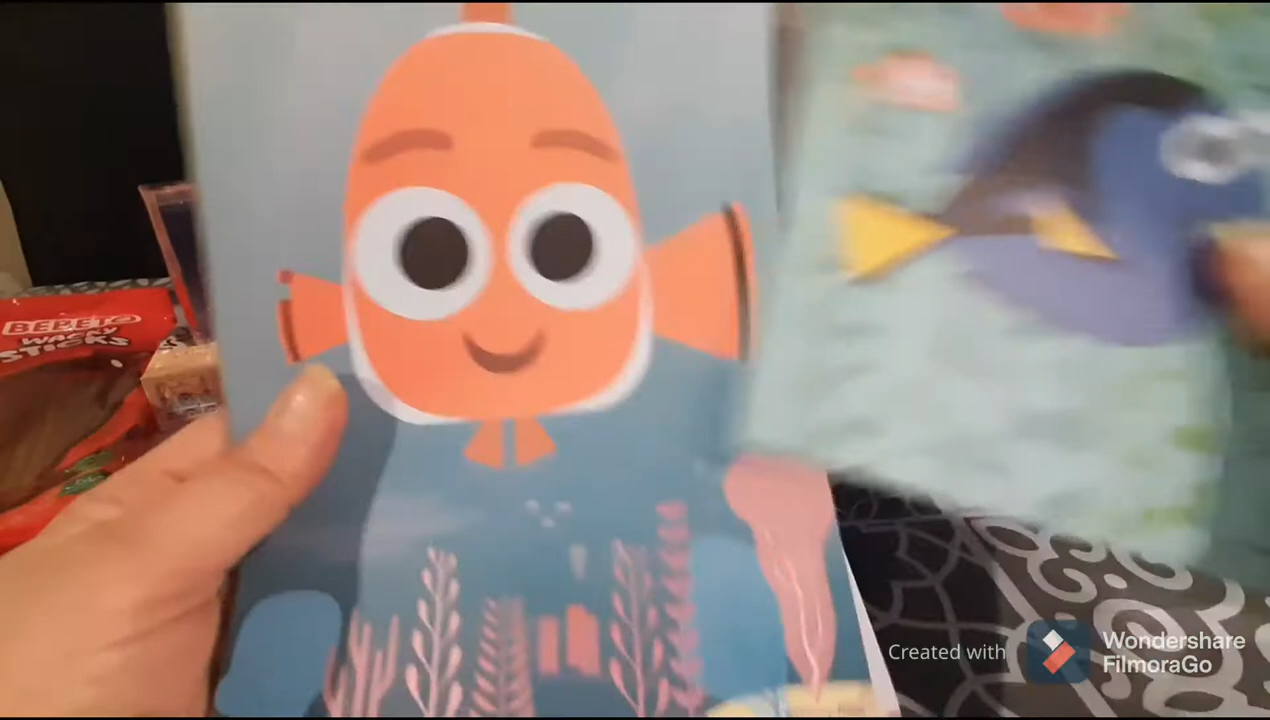 BEBETO
WACKY
STICKS
Created with
Wondershare
FilmoraGo